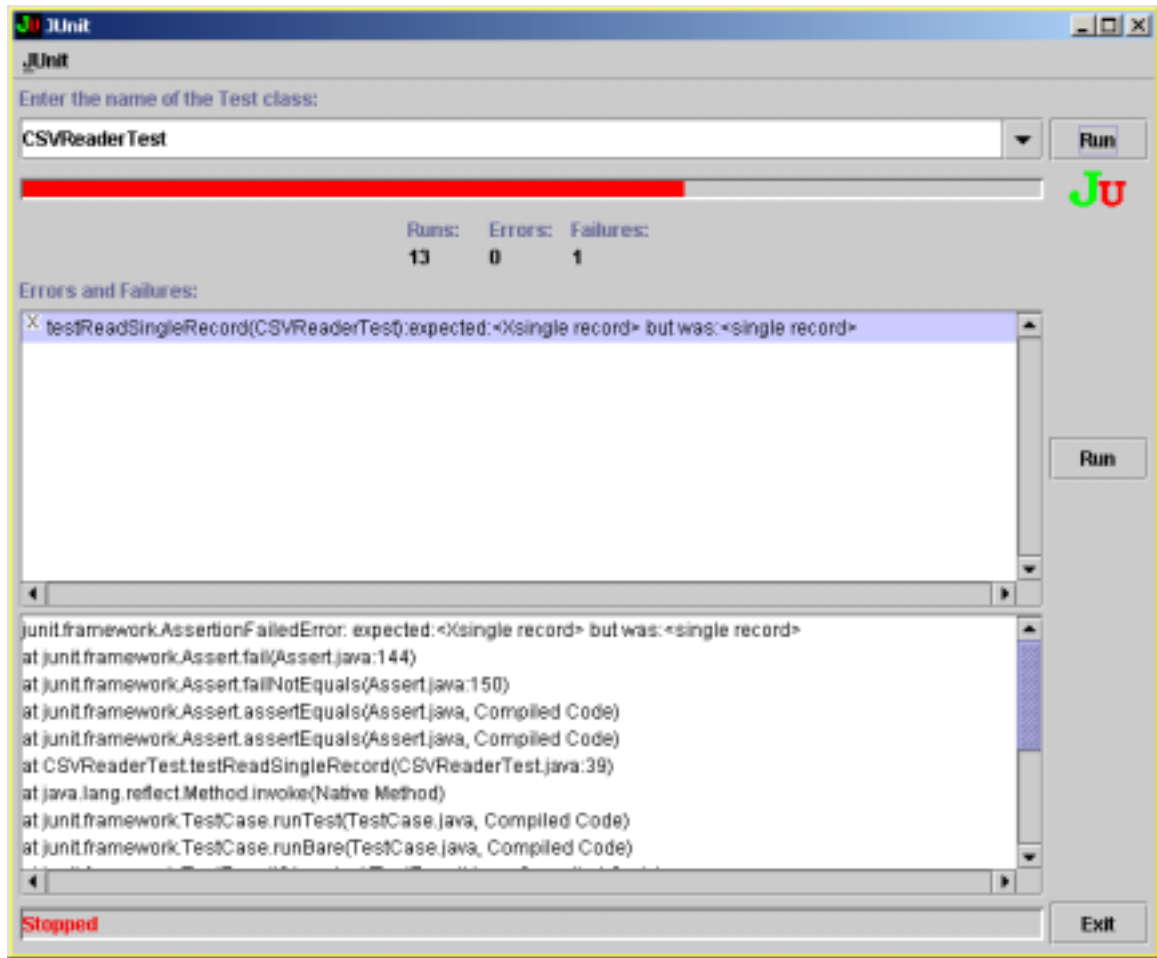 JU JUnit
JUnit
Enter the name of the Test class:
CSVReaderTest
Run
JU
Runs: Errors: Failures:
13 0 1
Errors and Failures:
X testReadSingleRecord(CSVReaderTest):expected:<Xsingle record> but was:<single record>
Run
junit.framework.AssertionFailedError: expected:<Xsingle record> but was:<single record>
at junit.framework.Assert.fail(Assert.java:144)
at junit.framework.Assert.failNotEquals(Assert.java:150)
at junit.framework.Assert.assertEquals(Assert.java, Compiled Code)
at junit.framework.Assert.assertEquals(Assert.java, Compiled Code)
at CSVReaderTest.testReadSingleRecord(CSVReaderTest.java:39)
at java.lang.reflect.Method.invoke(Native Method)
at junit.framework.TestCase.runTest(TestCase.java, Compiled Code)
at junit.framework.TestCase.runBare(TestCase.java, Compiled Code)
Stopped
Exit